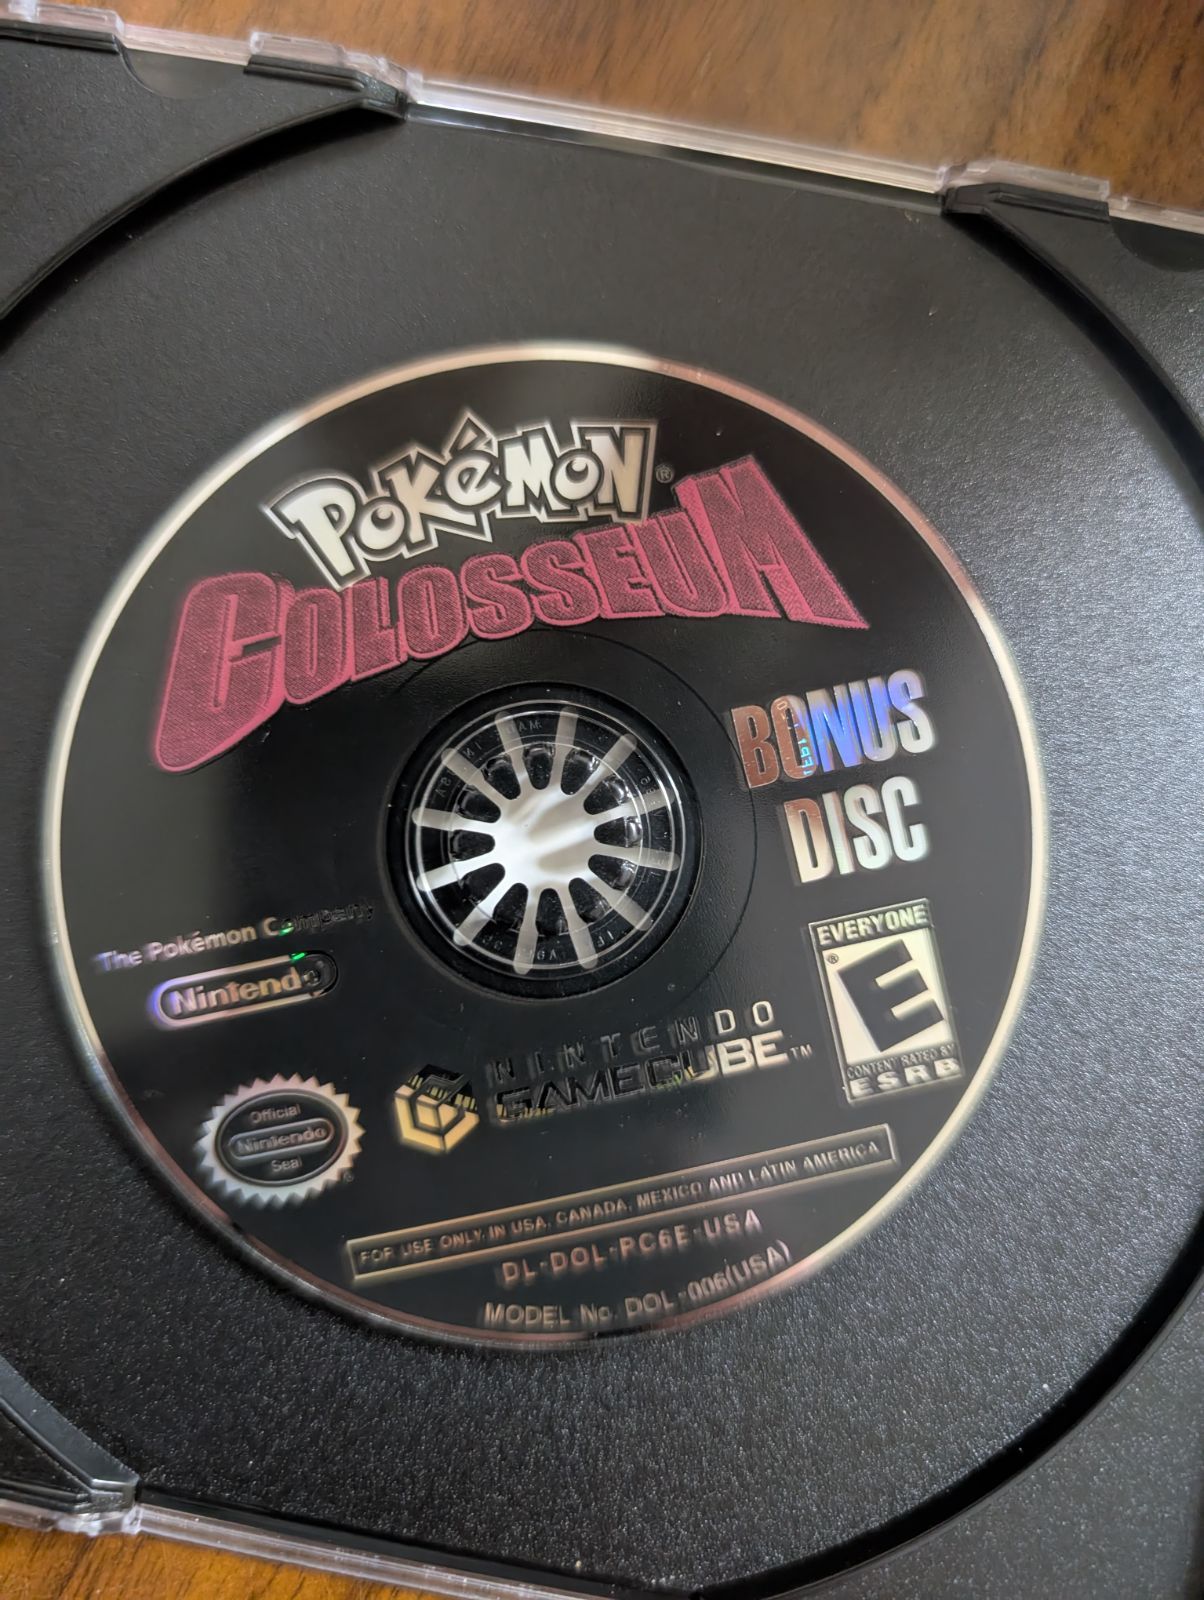 POKéMON®
COLOSSEUM
BONUS
DISC
The Pokémon Company
Nintendo
EVERYONE
E
®
CONTENT RATED BY
ESRB
NINTENDO
GAMECUBE™
Official
Nintendo
Seal
®
FOR USE ONLY IN USA, CANADA, MEXICO AND LATIN AMERICA
DL-DOL-PC6E-USA
MODEL No. DOL-006(USA)